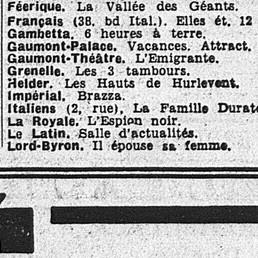 Féerique. La Vallée des Géants.
Français (38, bd Ital.). Elles ét. 12
Gambetta. 6 heures à terre.
Gaumont-Palace. Vacances. Attract.
Gaumont-Théâtre. L'Emigrante.
Grenelle. Les 3 tambours.
Helder. Les Hauts de Hurlevent.
Impérial. Brazza.
Italiens (2, rue). La Famille Durat
La Royale. L'Espion noir.
Le Latin. Salle d'actualités.
Lord-Byron. Il épouse sa femme.